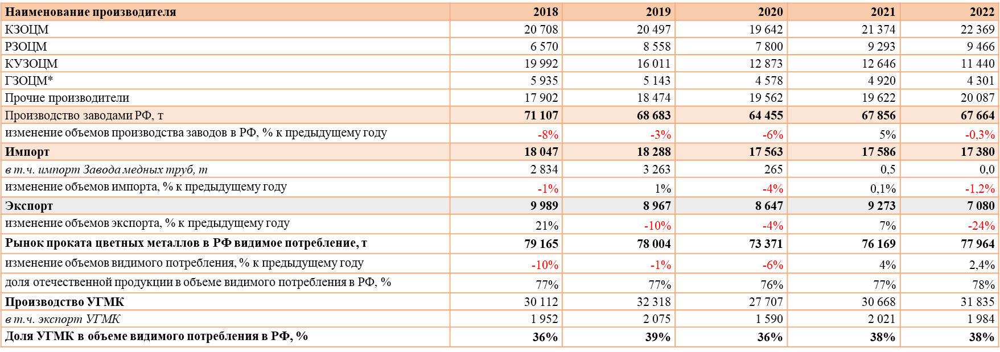 Наименование производителя 2018 2019 2020 2021 2022
КЗОЦМ 20 708 20 497 19 642 21 374 22 369
РЗОЦМ 6 570 8 558 7 800 9 293 9 466
КУЗОЦМ 19 992 16 011 12 873 12 646 11 440
ГЗОЦМ* 5 935 5 143 4 578 4 920 4 301
Прочие производители 17 902 18 474 19 562 19 622 20 087
Производство заводами РФ, т 71 107 68 683 64 455 67 856 67 664
изменение объемов производства заводов в РФ, % к предыдущему году -8% -3% -6% 5% -0,3%
Импорт 18 047 18 288 17 563 17 586 17 380
в т.ч. импорт Завода медных труб, т 2 834 3 263 265 0,5 0,0
изменение объемов импорта, % к предыдущему году -1% 1% -4% 0,1% -1,2%
Экспорт 9 989 8 967 8 647 9 273 7 080
изменение объемов экспорта, % к предыдущему году 21% -10% -4% 7% -24%
Рынок проката цветных металлов в РФ видимое потребление, т 79 165 78 004 73 371 76 169 77 964
изменение объемов видимого потребления, % к предыдущему году -10% -1% -6% 4% 2,4%
доля отечественной продукции в объеме видимого потребления в РФ, % 77% 77% 76% 77% 78%
Производство УГМК 30 112 32 318 27 707 30 668 31 835
в т.ч. экспорт УГМК 1 952 2 075 1 590 2 021 1 984
Доля УГМК в объеме видимого потребления в РФ, % 36% 39% 36% 38% 38%